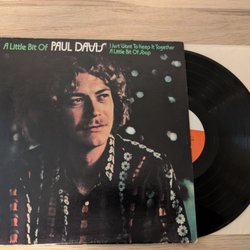 A Little Bit Of PAUL DAVIS
I Just Want To Keep It Together
A Little Bit Of Soap